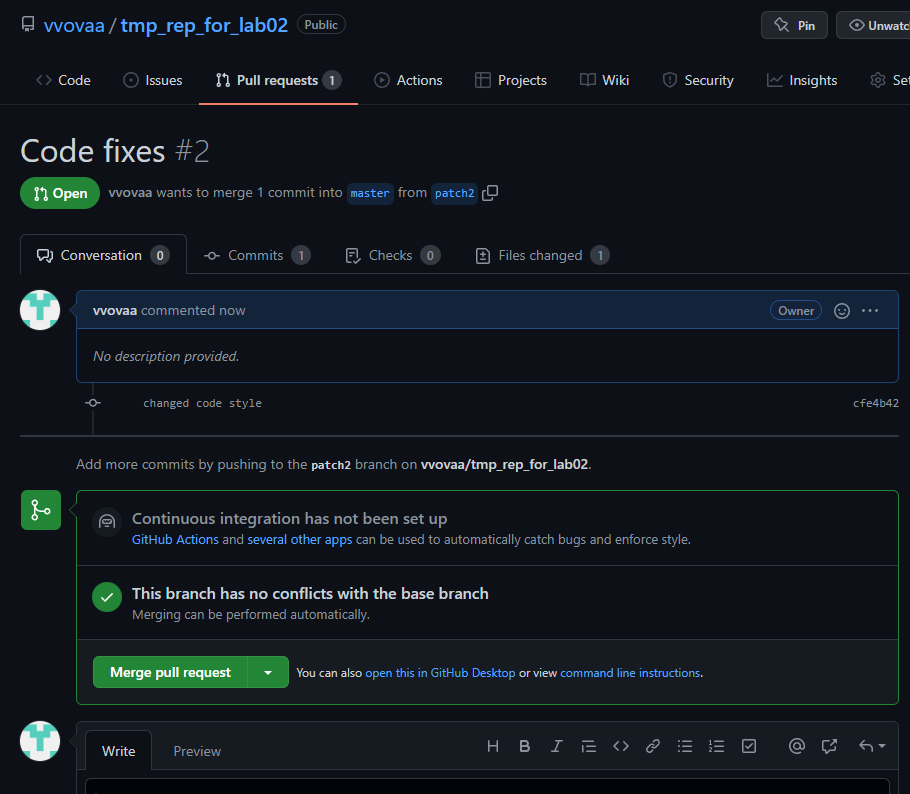 vvovaa / tmp_rep_for_lab02 Public Pin Unwatc
Code Issues Pull requests 1 Actions Projects Wiki Security Insights Set
Code fixes #2
Open vvovaa wants to merge 1 commit into master from patch2
Conversation 0 Commits 1 Checks 0 Files changed 1
vvovaa commented now Owner
No description provided.
changed code style cfe4b42
Add more commits by pushing to the patch2 branch on vvovaa/tmp_rep_for_lab02.
Continuous integration has not been set up
GitHub Actions and several other apps can be used to automatically catch bugs and enforce style.
This branch has no conflicts with the base branch
Merging can be performed automatically.
Merge pull request You can also open this in GitHub Desktop or view command line instructions.
Write Preview H B I